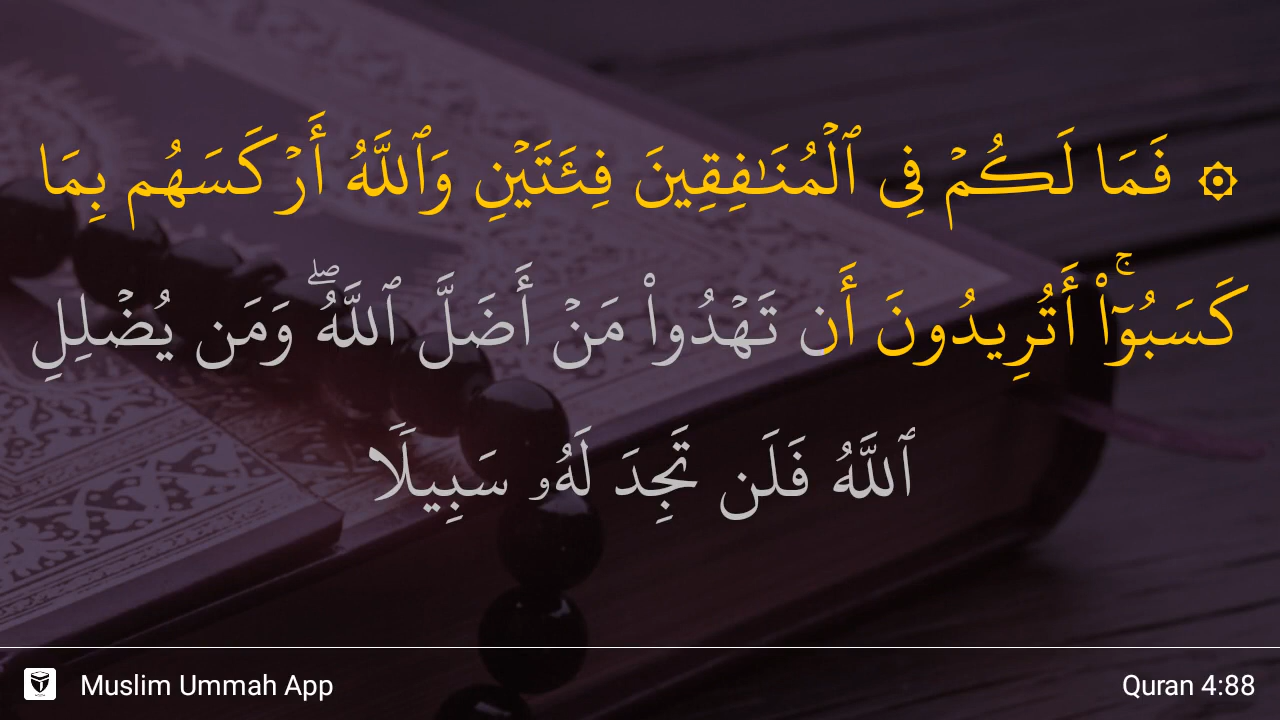 ۞ فَمَا لَكُمْ فِى ٱلْمُنَـٰفِقِينَ فِئَتَيْنِ وَٱللَّهُ أَرْكَسَهُم بِمَا
كَسَبُوٓا۟ ۚ أَتُرِيدُونَ أَن تَهْدُوا۟ مَنْ أَضَلَّ ٱللَّهُ ۖ وَمَن يُضْلِلِ
ٱللَّهُ فَلَن تَجِدَ لَهُۥ سَبِيلًا
Muslim Ummah App
Quran 4:88